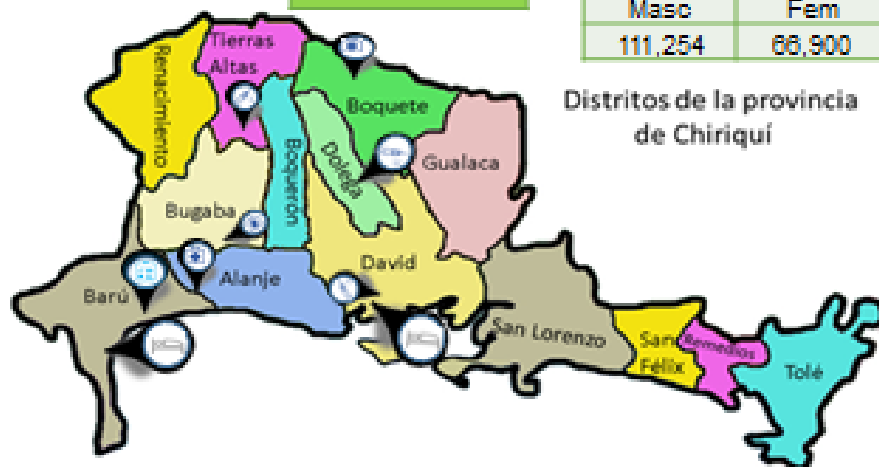 Masc Fem
111,254 66,900
Distritos de la provincia
de Chiriquí
Renacimiento
Tierras
Altas
Boquete
Boquerón
Dolega
Gualaca
Bugaba
David
Alanje
Barú
San Lorenzo
San
Félix
Remedios
Tolé